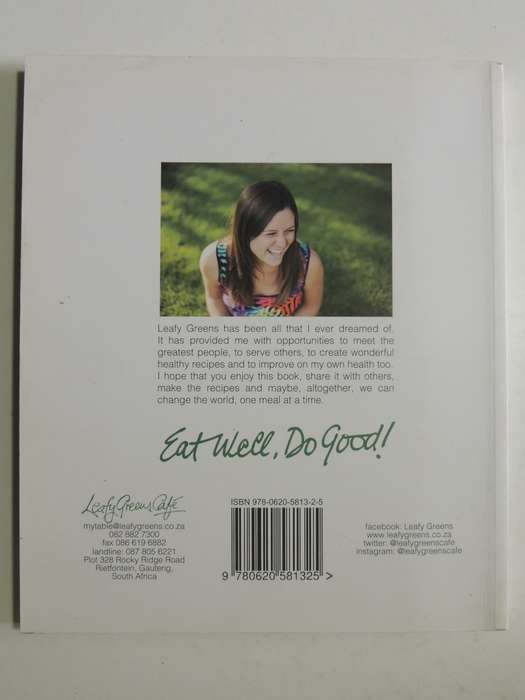 Leafy Greens has been all that I ever dreamed of.
It has provided me with opportunities to meet the
greatest people, to serve others, to create wonderful
healthy recipes and to improve on my own health too.
I hope that you enjoy this book, share it with others,
make the recipes and maybe, altogether, we can
change the world, one meal at a time.
Eat Well, Do Good!
Leafy Greens Café
mytable@leafygreens.co.za
082 882 7300
fax 086 619 6882
landline: 087 805 6221
Plot 328 Rocky Ridge Road
Rietfontein, Gauteng,
South Africa
ISBN 978-0620-5813-2-5
9 780620 581325 >
facebook: Leafy Greens
www.leafygreens.co.za
twitter: @leafygreenscafe
instagram: @leafygreenscafe